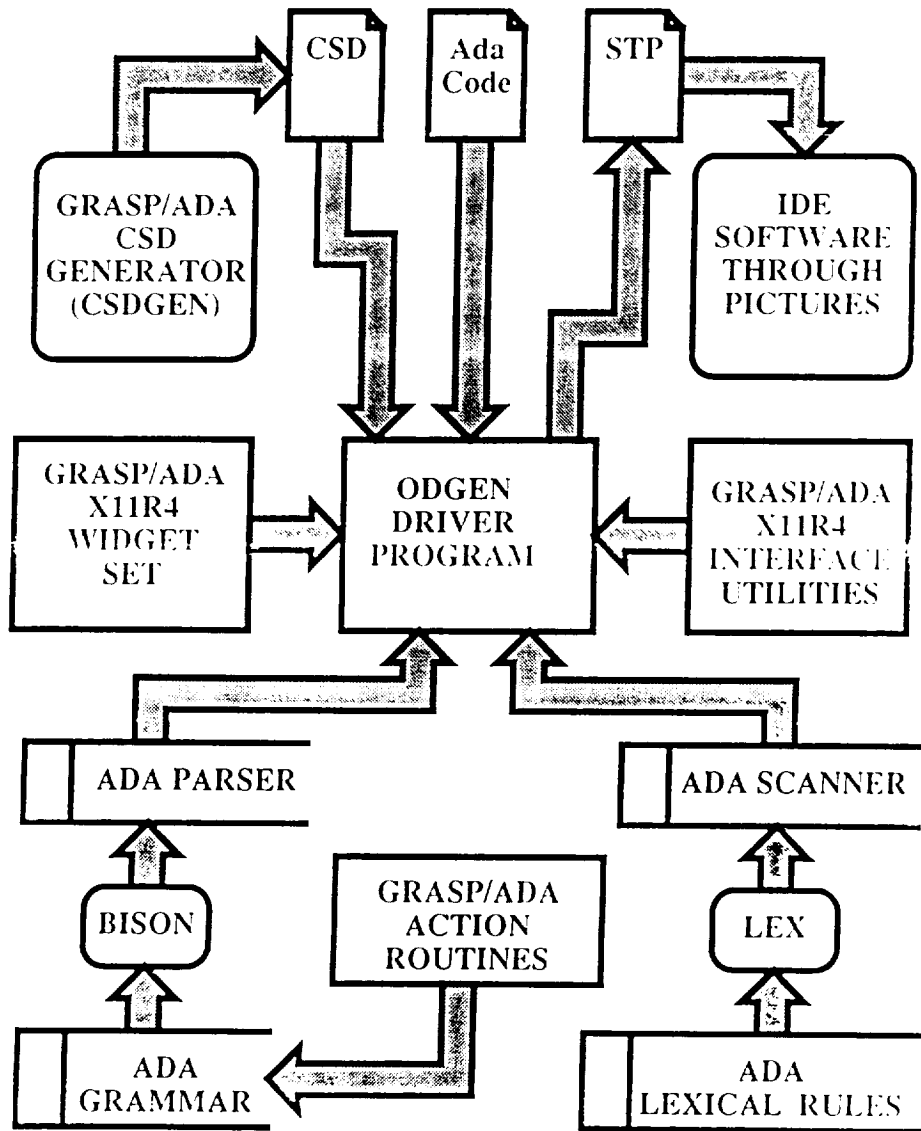 CSD
Ada
Code
STP
GRASP/ADA
CSD
GENERATOR
(CSDGEN)
IDE
SOFTWARE
THROUGH
PICTURES
GRASP/ADA
X11R4
WIDGET
SET
ODGEN
DRIVER
PROGRAM
GRASP/ADA
X11R4
INTERFACE
UTILITIES
ADA PARSER
ADA SCANNER
BISON
GRASP/ADA
ACTION
ROUTINES
LEX
ADA
GRAMMAR
ADA
LEXICAL RULES